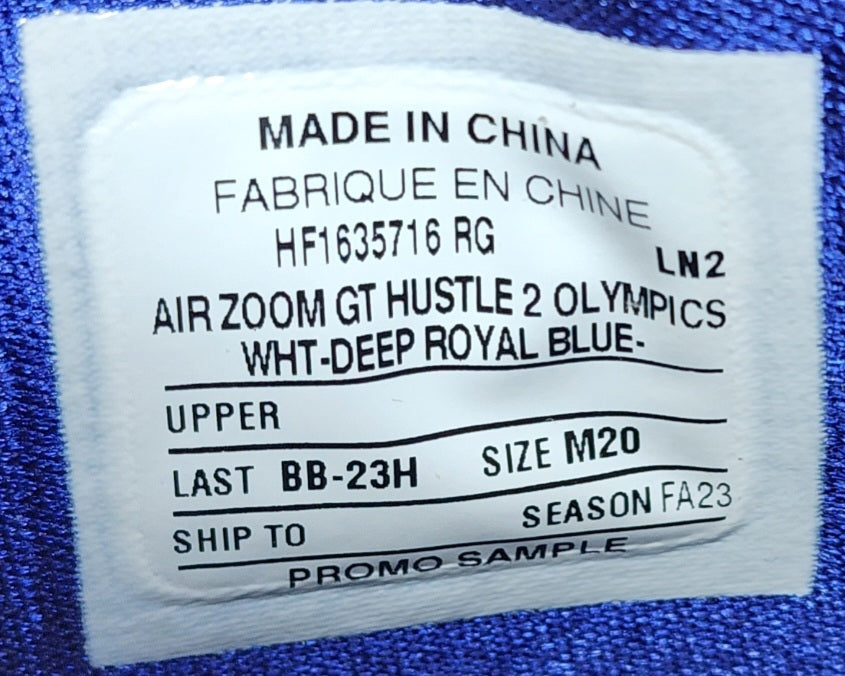 MADE IN CHINA
FABRIQUE EN CHINE
HF1635716 RG
LN2
AIR ZOOM GT HUSTLE 2 OLYMPICS
WHT-DEEP ROYAL BLUE-
UPPER
LAST BB-23H SIZE M20
SHIP TO SEASON FA23
PROMO SAMPLE